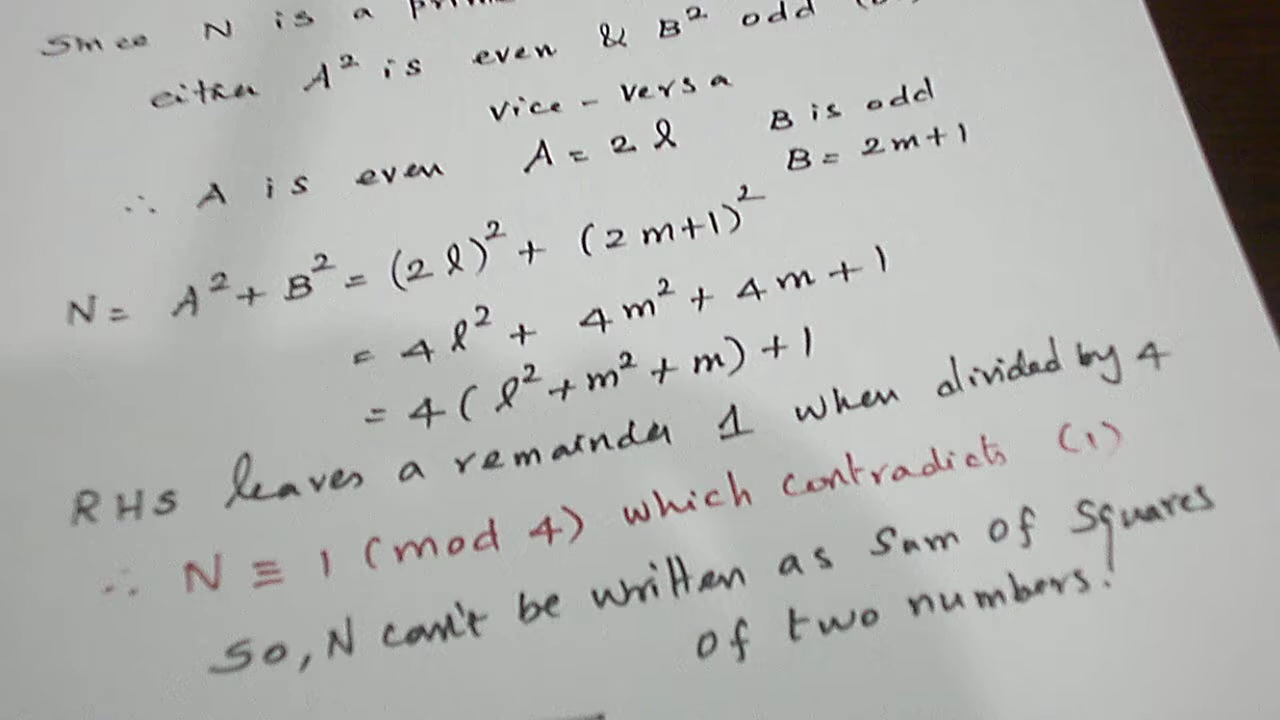 Since N is a
either A² is even & B² odd
vice-versa
∴ A is even A = 2l B is odd
B = 2m+1
N = A² + B² = (2l)² + (2m+1)²
= 4l² + 4m² + 4m + 1
= 4(l² + m² + m) + 1
RHS leaves a remainder 1 when divided by 4
∴ N ≡ 1 (mod 4) which contradicts (1)
So, N can't be written as sum of squares
of two numbers!